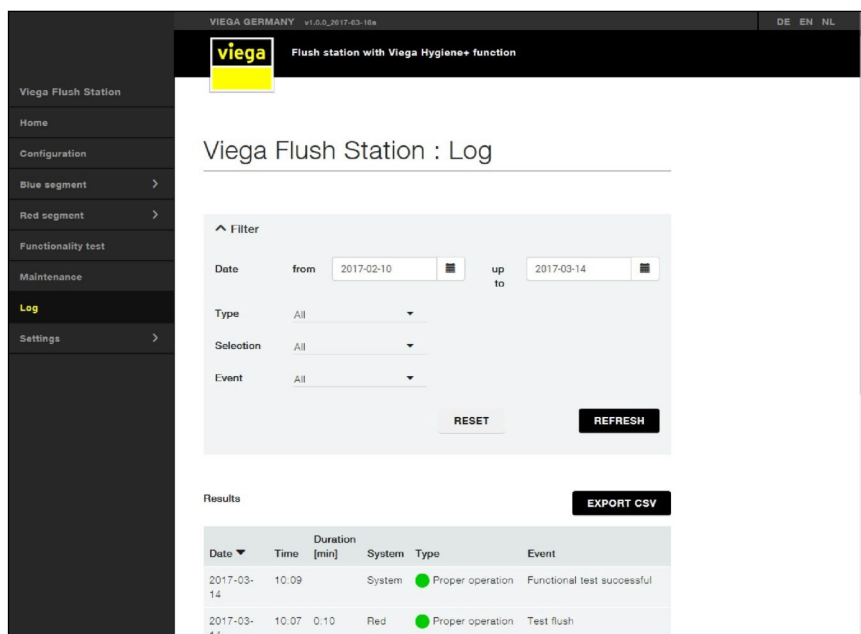 VIEGA GERMANY v1.0.0_2017-03-16a
DE EN NL
viega
Flush station with Viega Hygiene+ function
Viega Flush Station
Home
Configuration
Blue segment
Red segment
Functionality test
Maintenance
Log
Settings
Viega Flush Station : Log
Filter
Date from 2017-02-10 up to 2017-03-14
Type All
Selection All
Event All
RESET REFRESH
Results
EXPORT CSV
Date Time Duration [min] System Type Event
2017-03-14 10:09 System Proper operation Functional test successful
2017-03-14 10:07 0:10 Red Proper operation Test flush